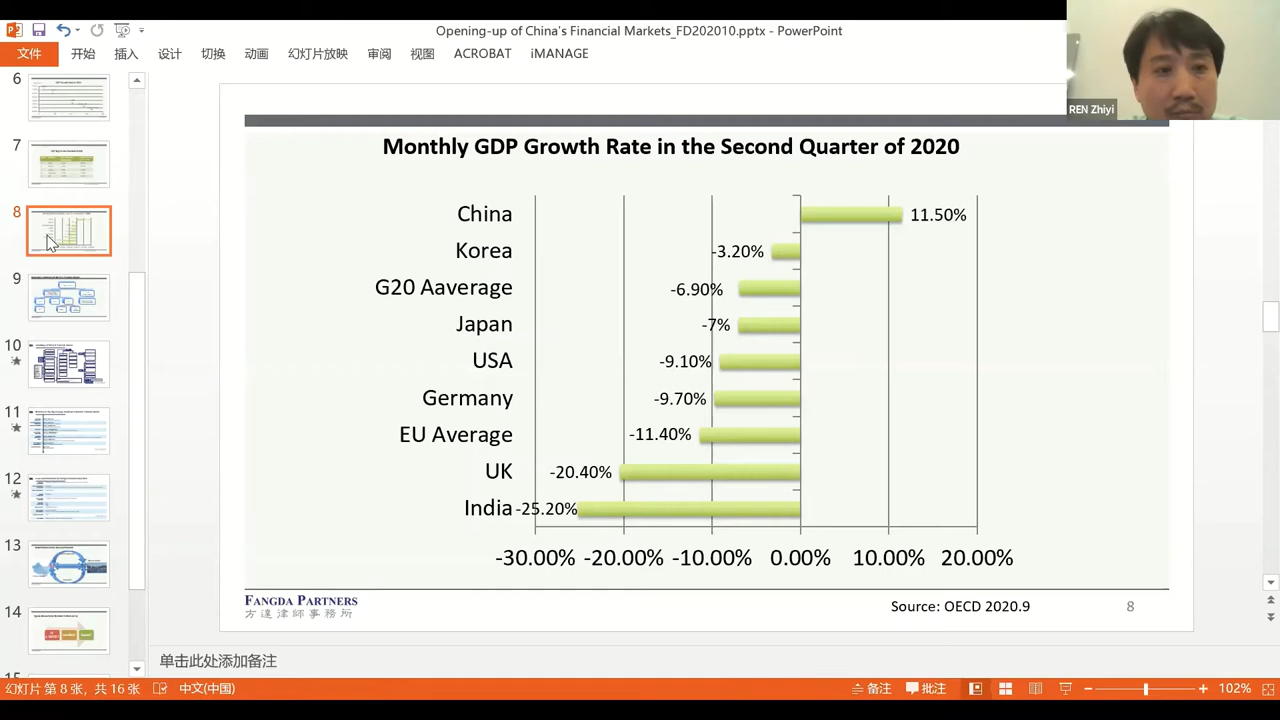 Opening-up of China's Financial Markets_FD202010.pptx - PowerPoint
文件 开始 插入 设计 切换 动画 幻灯片放映 审阅 视图 ACROBAT iMANAGE
REN Zhiyi
6
7
8
9
10
11
12
13
14
Monthly GDP Growth Rate in the Second Quarter of 2020
China 11.50%
Korea -3.20%
G20 Aaverage -6.90%
Japan -7%
USA -9.10%
Germany -9.70%
EU Average -11.40%
UK -20.40%
India -25.20%
-30.00% -20.00% -10.00% 0.00% 10.00% 20.00%
FANGDA PARTNERS
方達律師事務所
Source: OECD 2020.9
8
单击此处添加备注
幻灯片 第 8 张，共 16 张 中文(中国) 备注 批注 102%